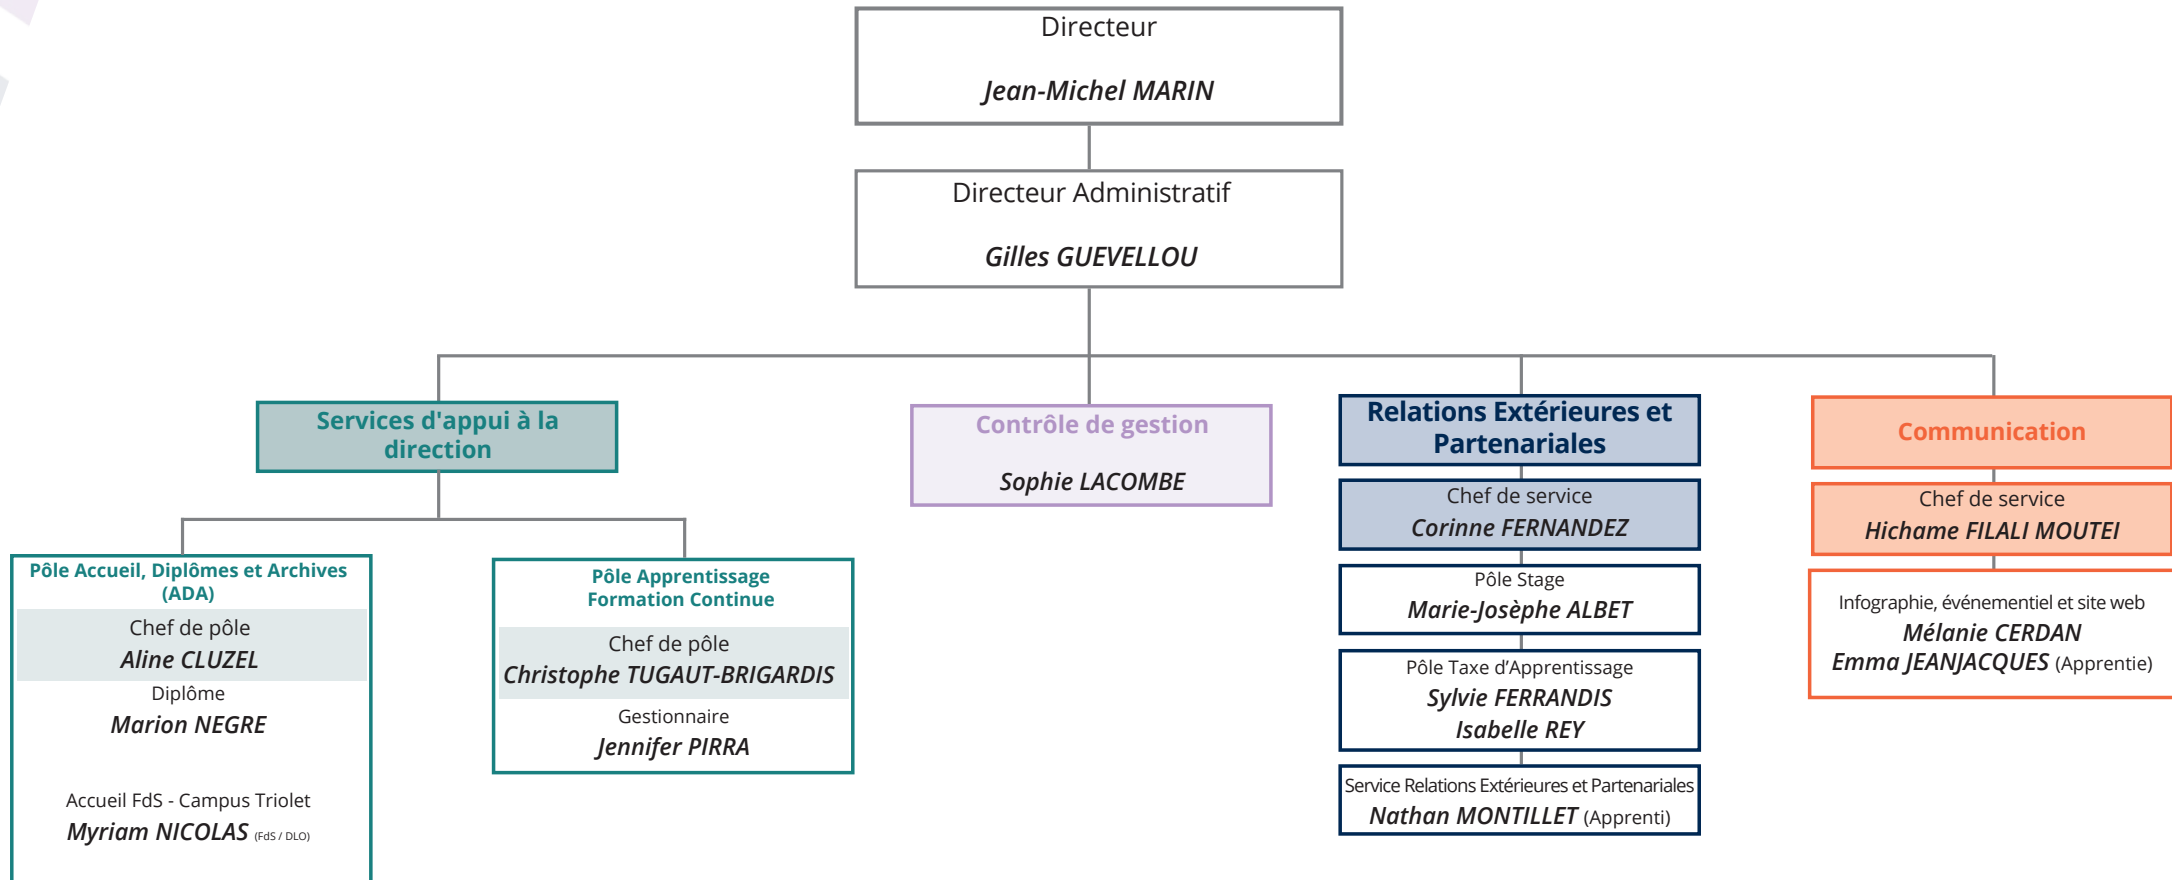 Directeur
Jean-Michel MARIN
Directeur Administratif
Gilles GUEVELLOU
Services d'appui à la
direction
Pôle Accueil, Diplômes et Archives
(ADA)
Chef de pôle
Aline CLUZEL
Diplôme
Marion NEGRE
Accueil FdS - Campus Triolet
Myriam NICOLAS (FdS / DLO)
Pôle Apprentissage
Formation Continue
Chef de pôle
Christophe TUGAUT-BRIGARDIS
Gestionnaire
Jennifer PIRRA
Contrôle de gestion
Sophie LACOMBE
Relations Extérieures et
Partenariales
Chef de service
Corinne FERNANDEZ
Pôle Stage
Marie-Josèphe ALBET
Pôle Taxe d’Apprentissage
Sylvie FERRANDIS
Isabelle REY
Service Relations Extérieures et Partenariales
Nathan MONTILLET (Apprenti)
Communication
Chef de service
Hichame FILALI MOUTEI
Infographie, événementiel et site web
Mélanie CERDAN
Emma JEANJACQUES (Apprentie)